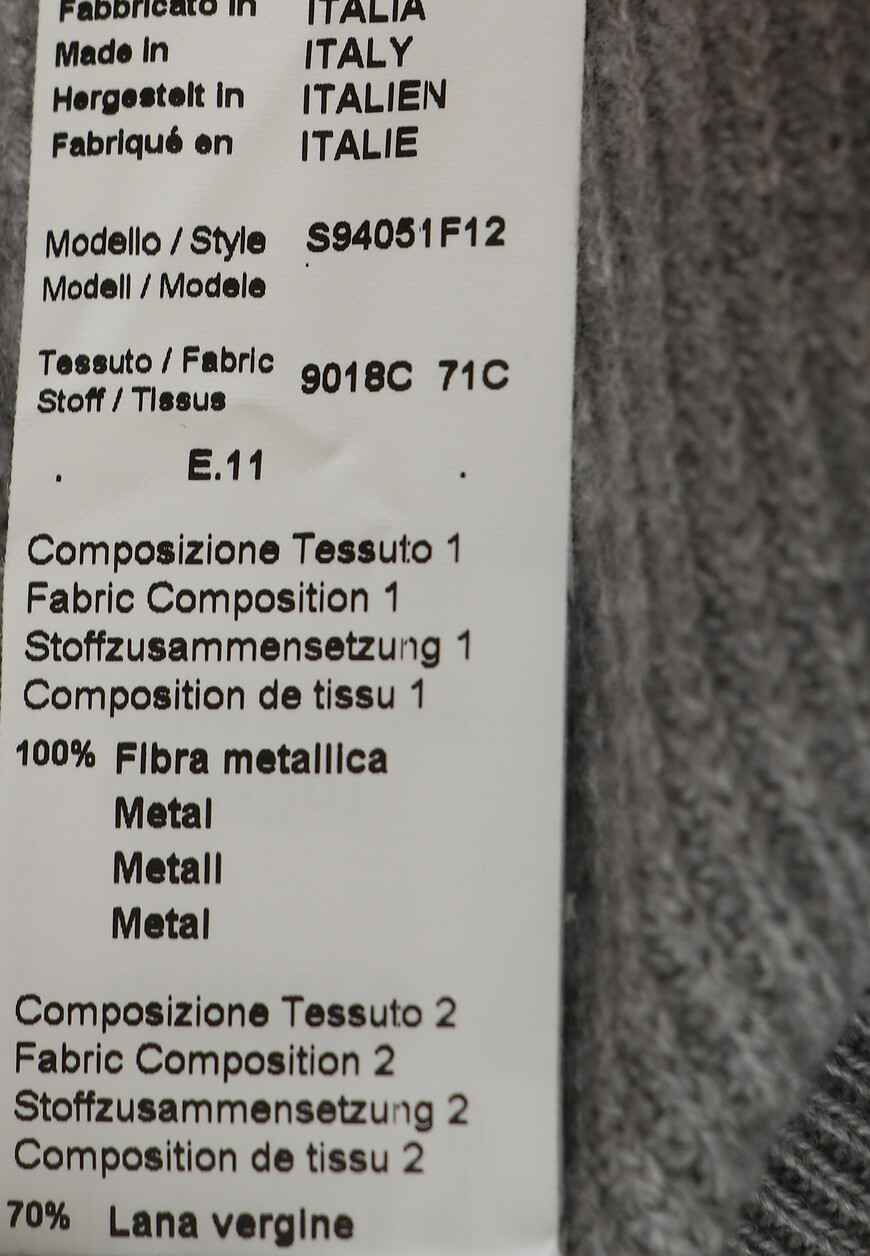 Fabbricato in ITALIA
Made in ITALY
Hergestelt in ITALIEN
Fabriqué en ITALIE
Modello / Style S94051F12
Modell / Modele
Tessuto / Fabric 9018C 71C
Stoff / Tissus
. E.11 .
Composizione Tessuto 1
Fabric Composition 1
Stoffzusammensetzung 1
Composition de tissu 1
100% Fibra metallica
Metal
Metall
Metal
Composizione Tessuto 2
Fabric Composition 2
Stoffzusammensetzung 2
Composition de tissu 2
70% Lana vergine